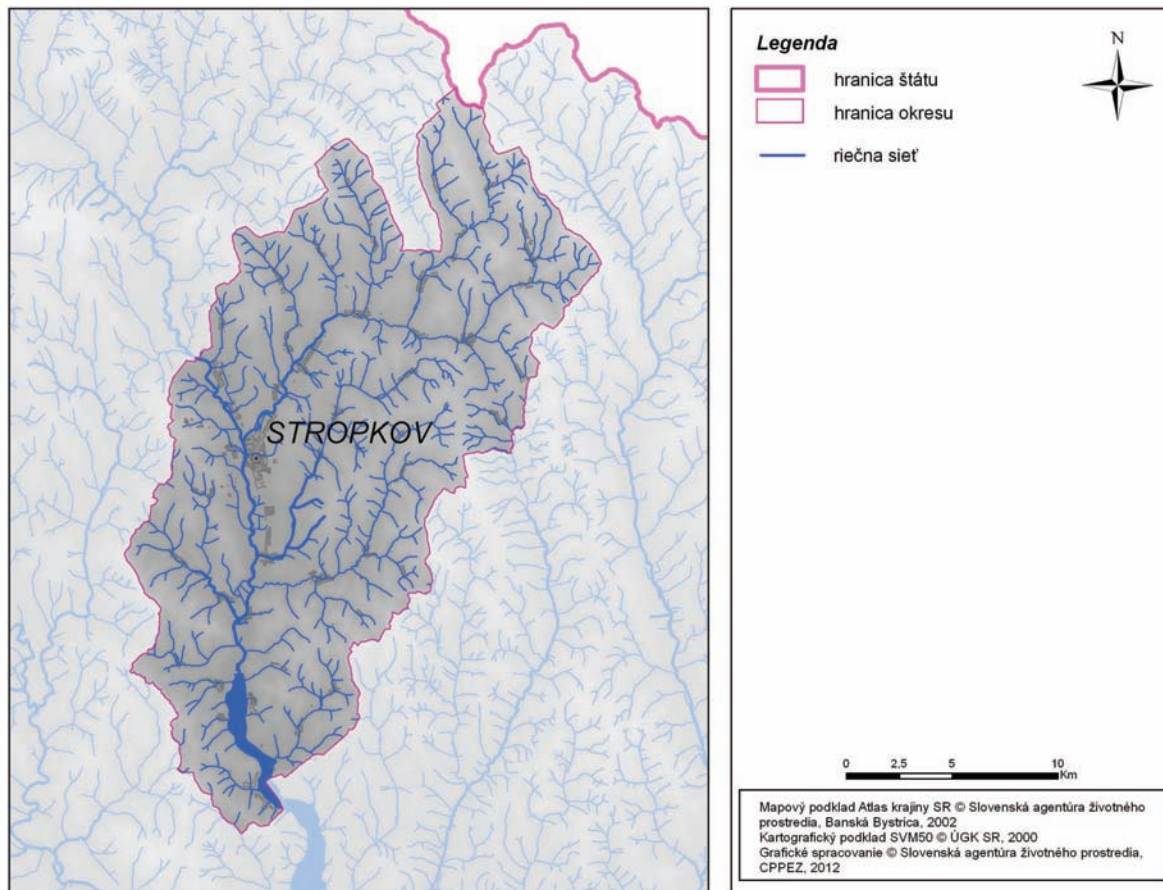 STROPKOV
Legenda
N
hranica štátu
hranica okresu
riečna sieť
0 2,5 5 10
Km
Mapový podklad Atlas krajiny SR © Slovenská agentúra životného
prostredia, Banská Bystrica, 2002
Kartografický podklad SVM50 © ÚGK SR, 2000
Grafické spracovanie © Slovenská agentúra životného prostredia,
CPPEZ, 2012